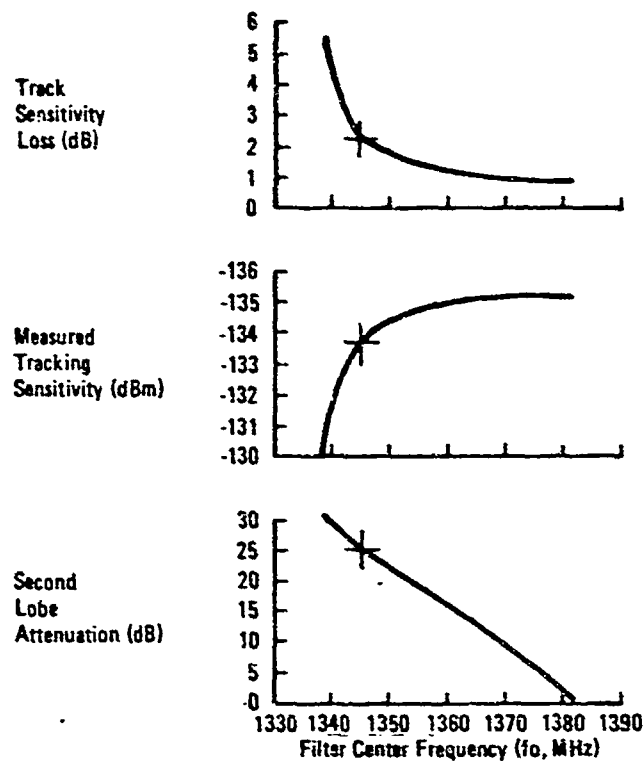 6
5
4
3
2
1
0
Track
Sensitivity
Loss (dB)
-136
-135
-134
-133
-132
-131
-130
Measured
Tracking
Sensitivity (dBm)
30
25
20
15
10
5
-0
Second
Lobe
Attenuation (dB)
1330 1340 1350 1360 1370 1380 1390
Filter Center Frequency (fo, MHz)